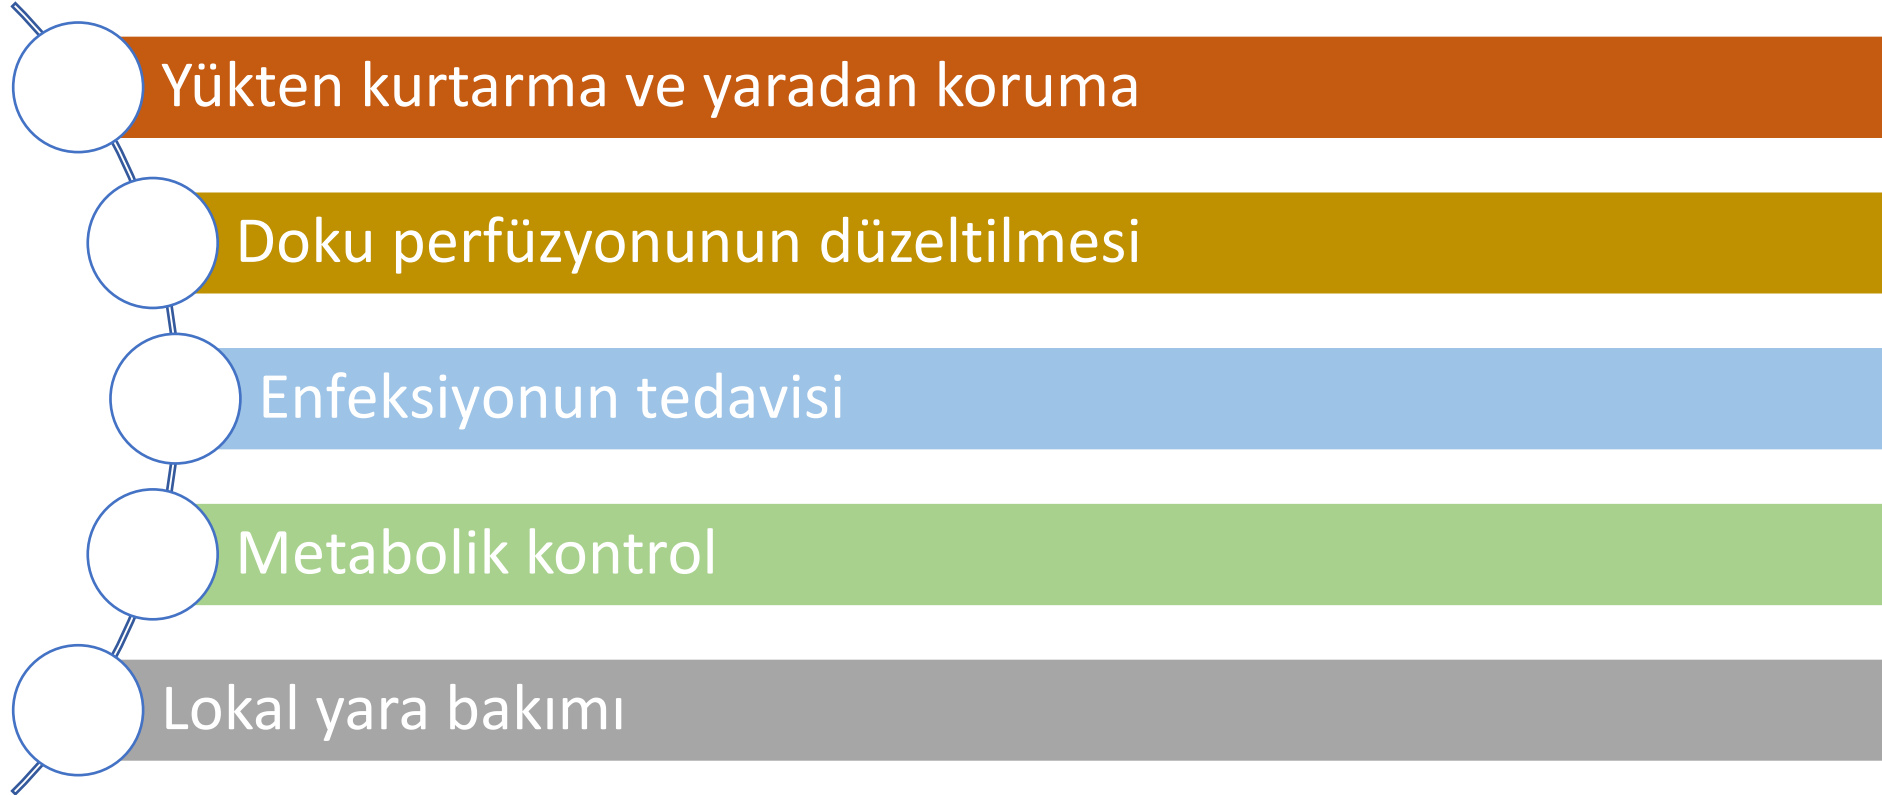 Yükten kurtarma ve yaradan koruma
Doku perfüzyonunun düzeltilmesi
Enfeksiyonun tedavisi
Metabolik kontrol
Lokal yara bakımı